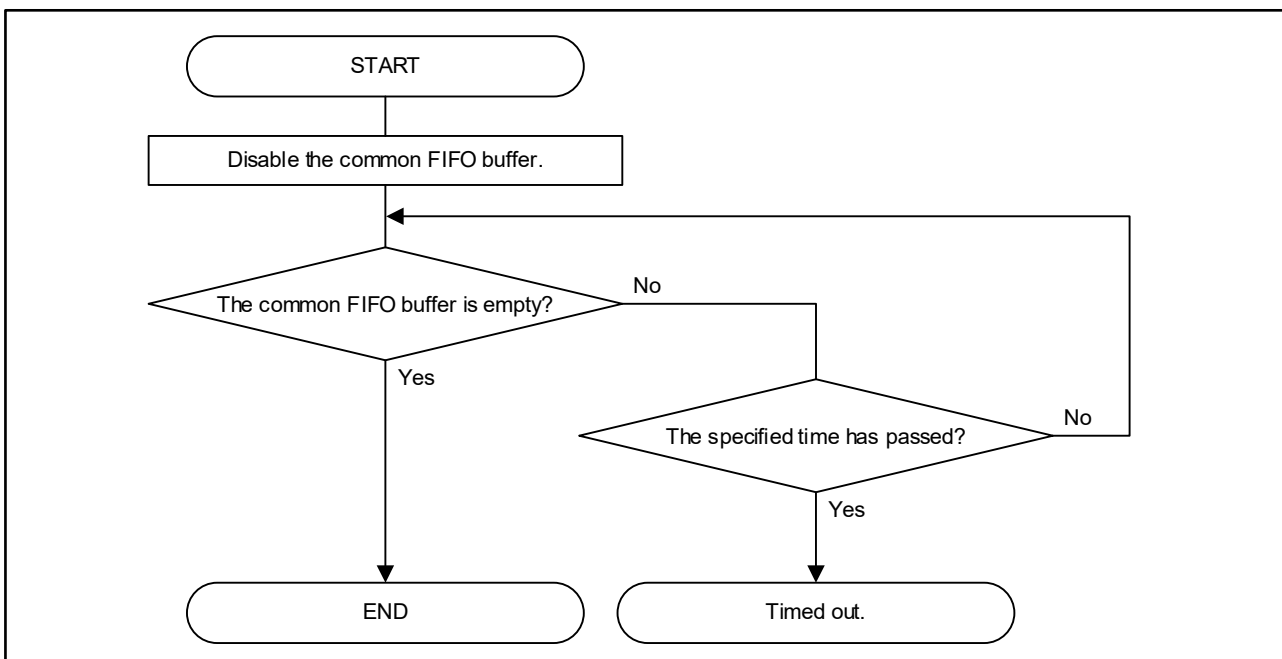 START
Disable the common FIFO buffer.
The common FIFO buffer is empty?
No
Yes
The specified time has passed?
No
Yes
END
Timed out.